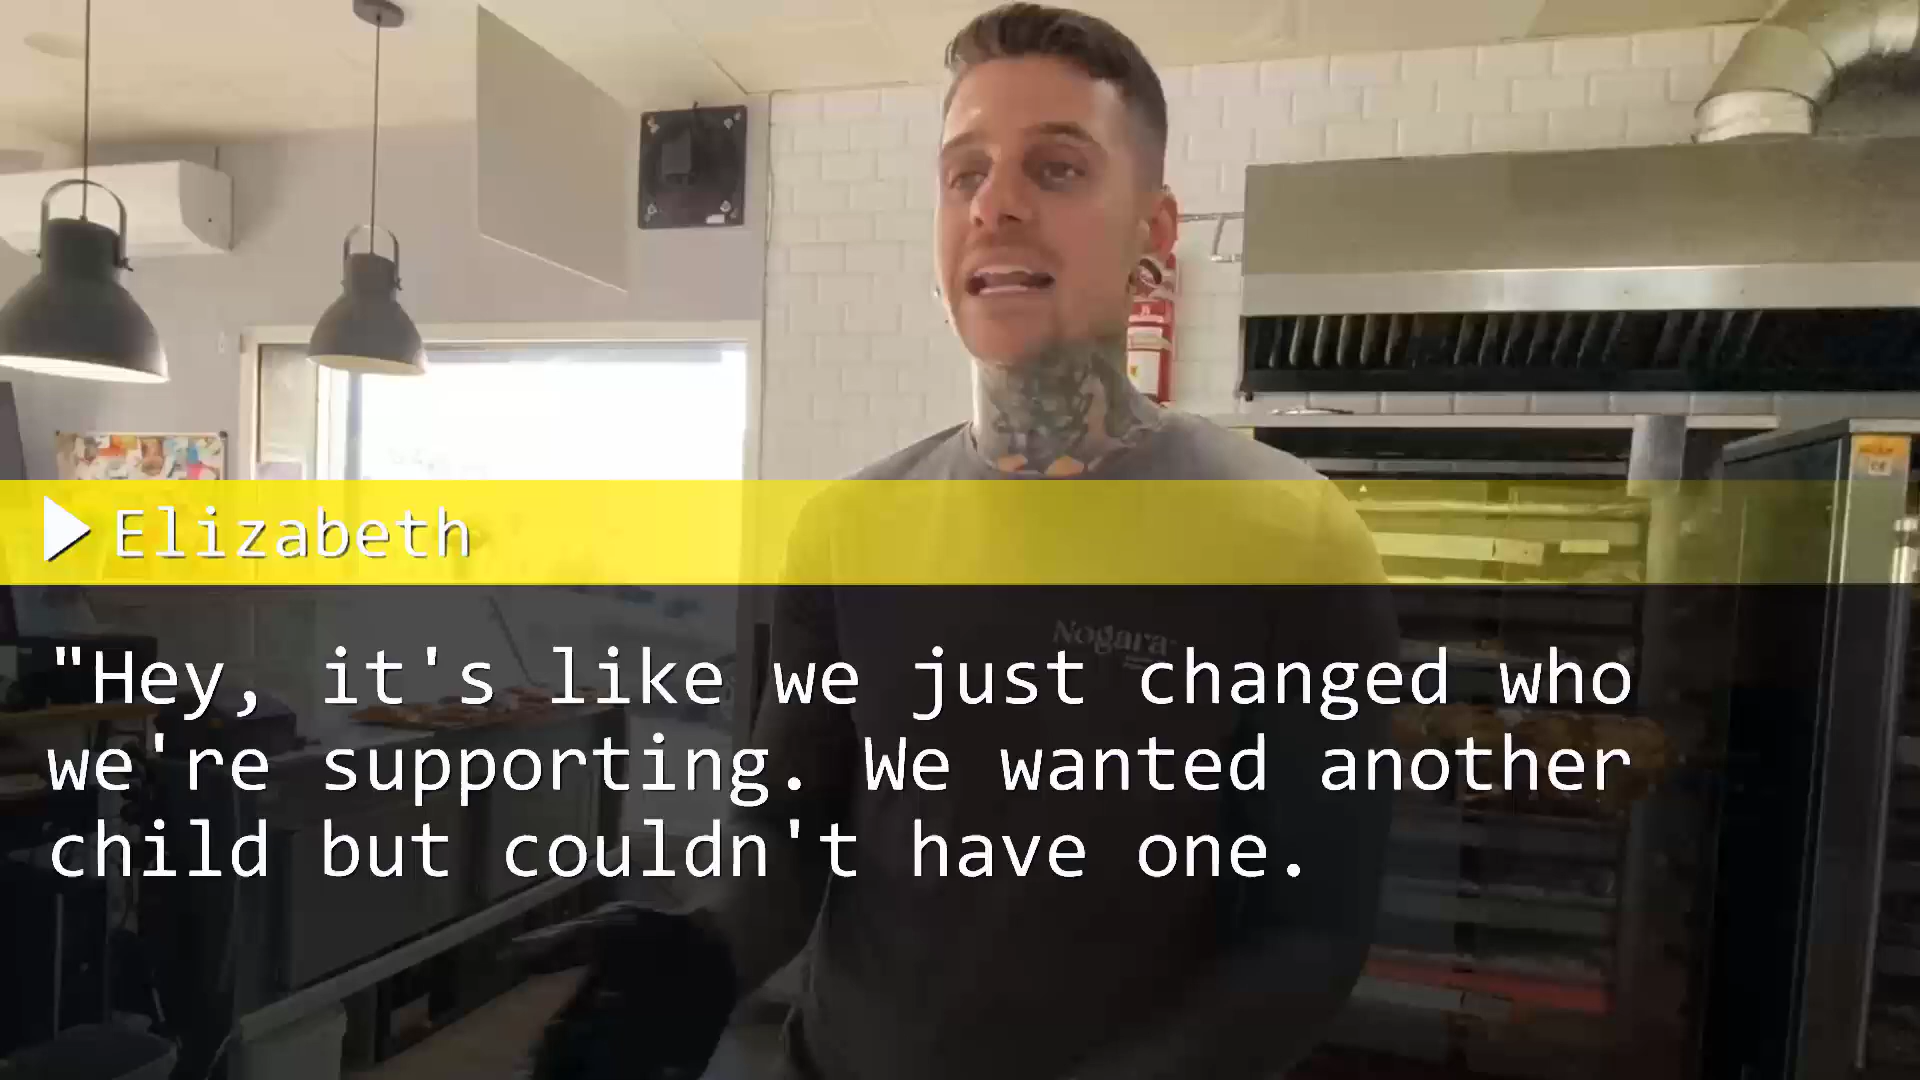 Elizabeth
Nogara
"Hey, it's like we just changed who
we're supporting. We wanted another
child but couldn't have one.